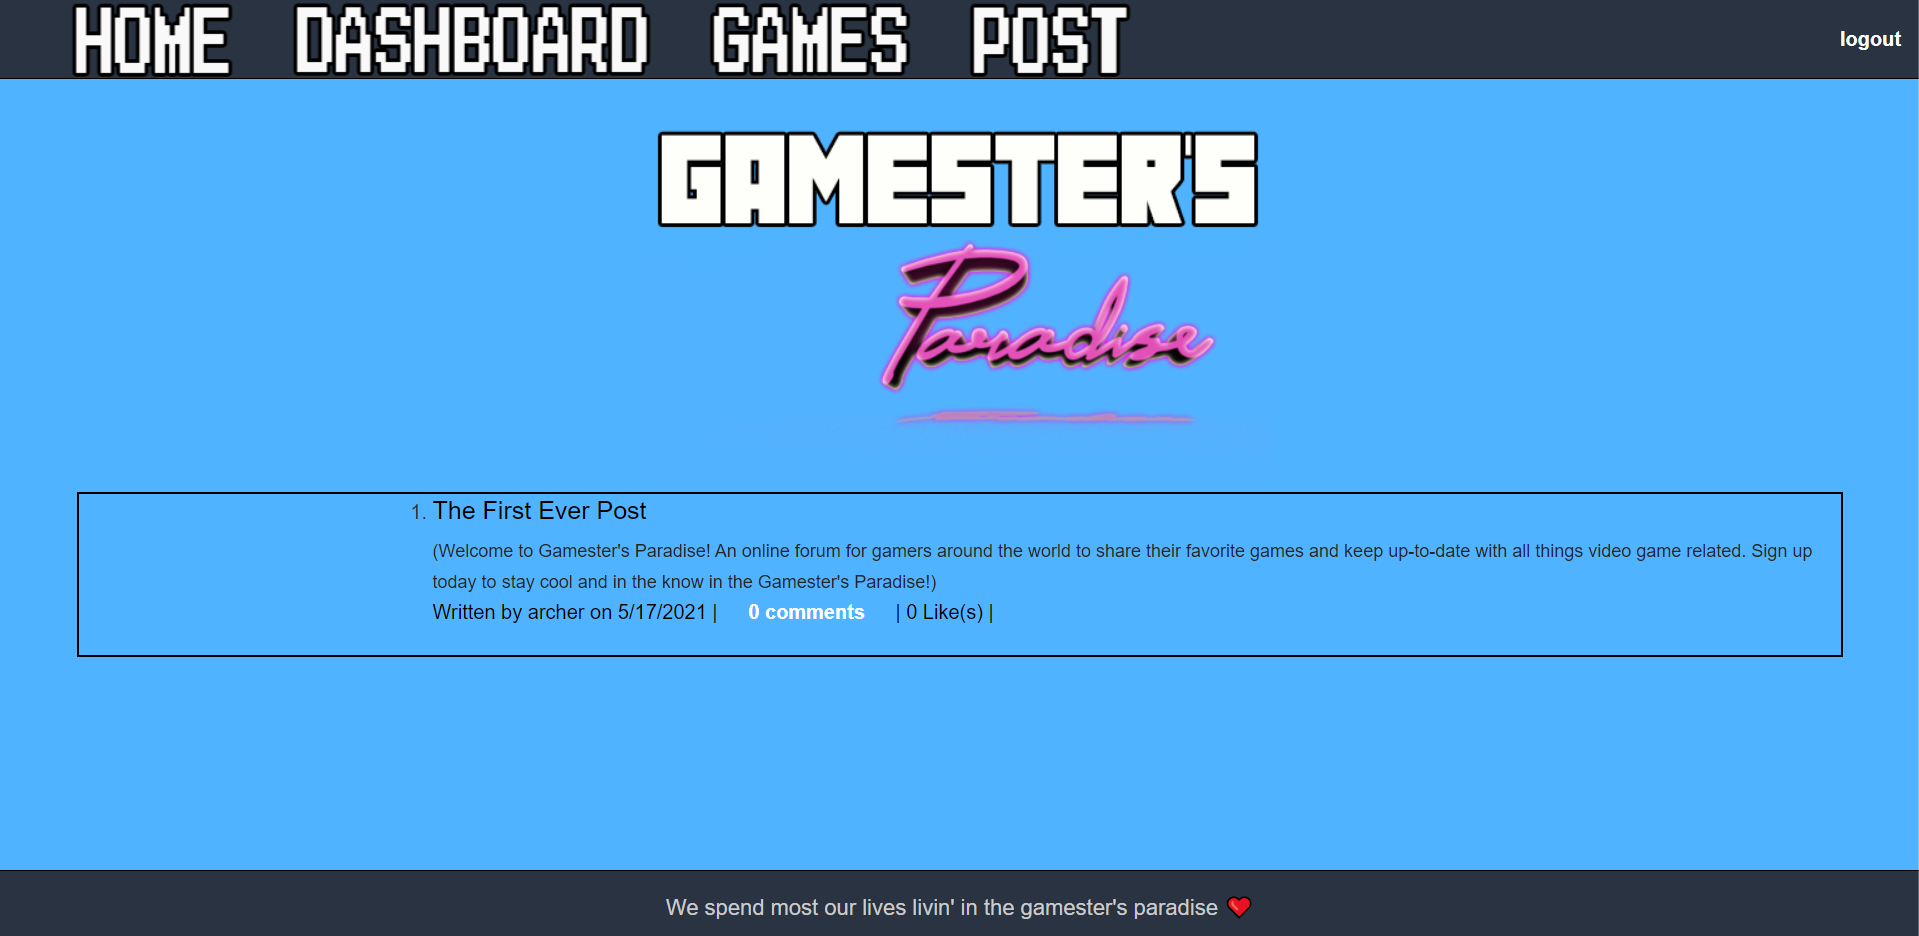 HOME DASHBOARD GAMES POST logout
GAMESTER'S
Paradise
1. The First Ever Post
(Welcome to Gamester's Paradise! An online forum for gamers around the world to share their favorite games and keep up-to-date with all things video game related. Sign up
today to stay cool and in the know in the Gamester's Paradise!)
Written by archer on 5/17/2021 | 0 comments | 0 Like(s) |
We spend most our lives livin' in the gamester's paradise ❤️